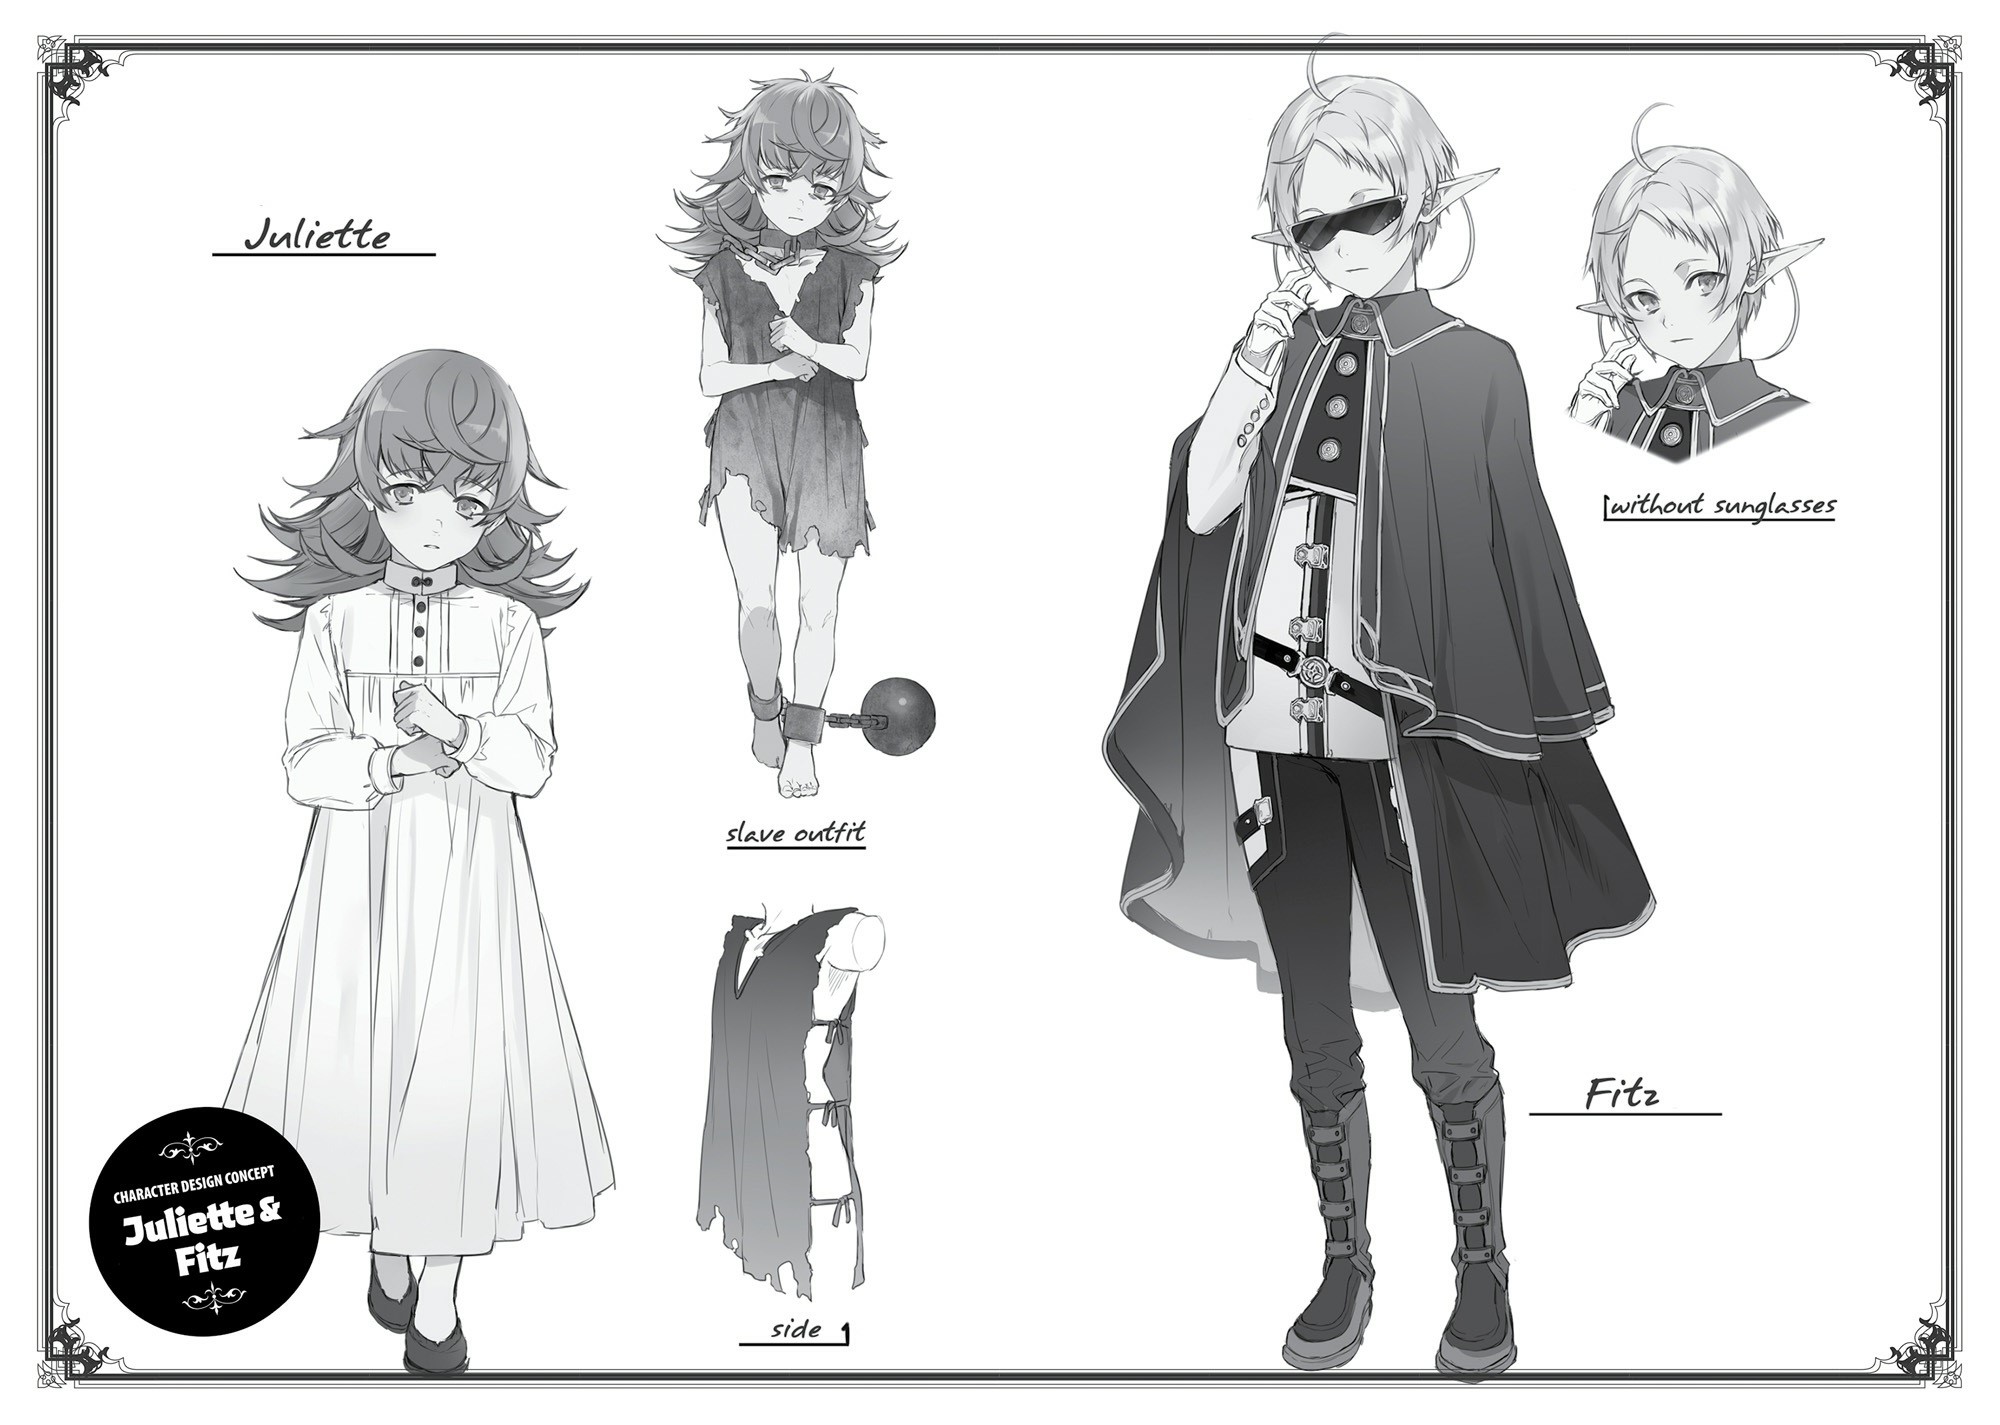 Juliette
slave outfit
side
CHARACTER DESIGN CONCEPT
Juliette &
Fitz
without sunglasses
Fitz